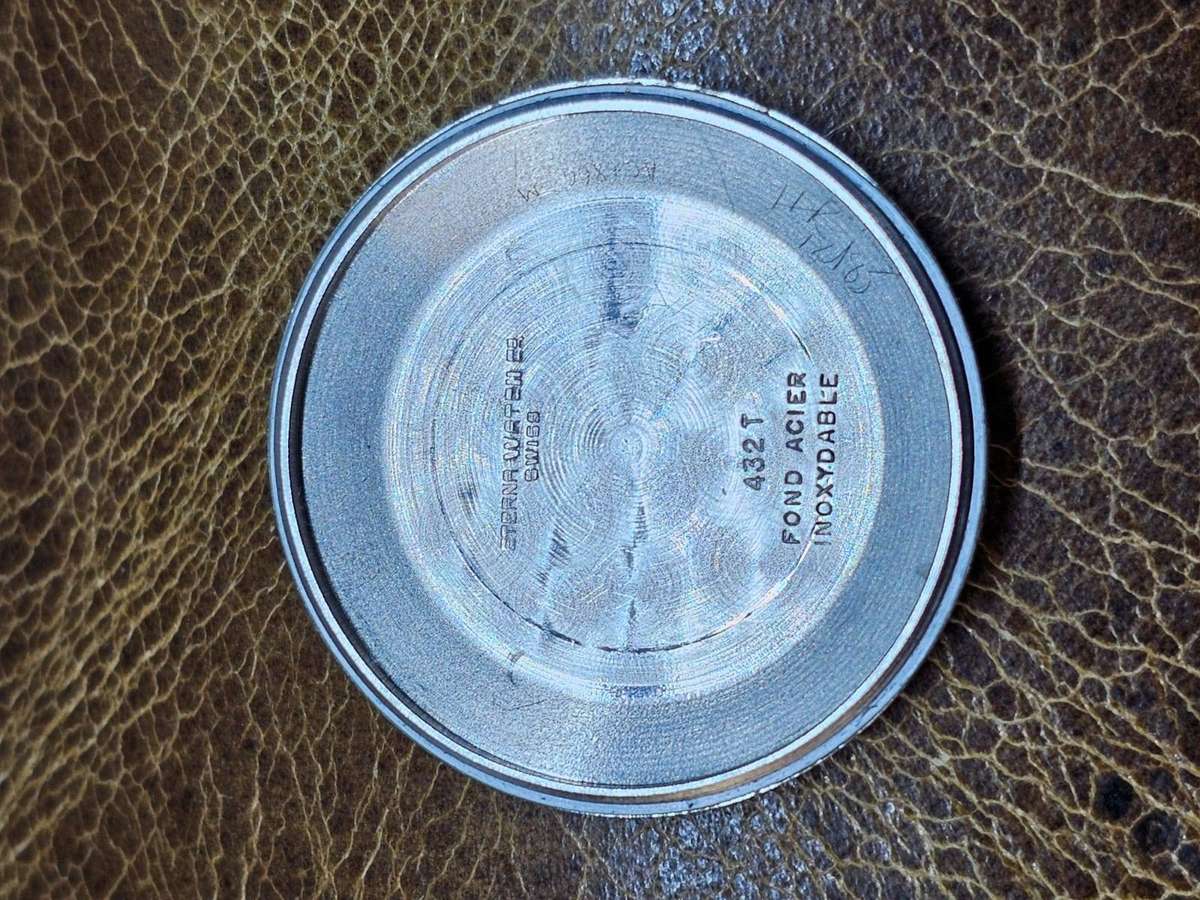 ETERNA WATCH CO
SWISS
432 T
FOND ACIER
INOXYDABLE